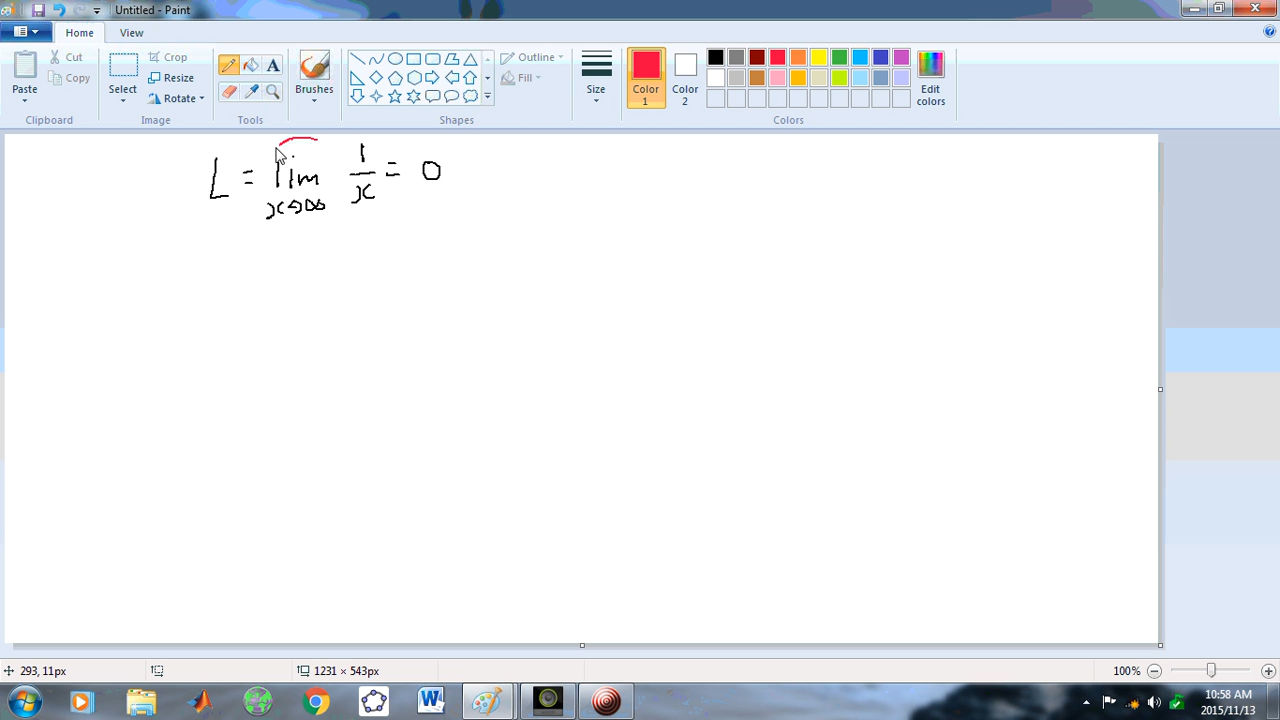 Untitled - Paint
Home View
Paste
Cut
Copy
Clipboard
Select
Crop
Resize
Rotate
Image
Tools
A
Brushes
Outline
Fill
Shapes
Size
Color 1
Color 2
Colors
Edit colors
L = lim 1/x = 0
x→∞
293, 11px
1231 × 543px
100%
10:58 AM
2015/11/13